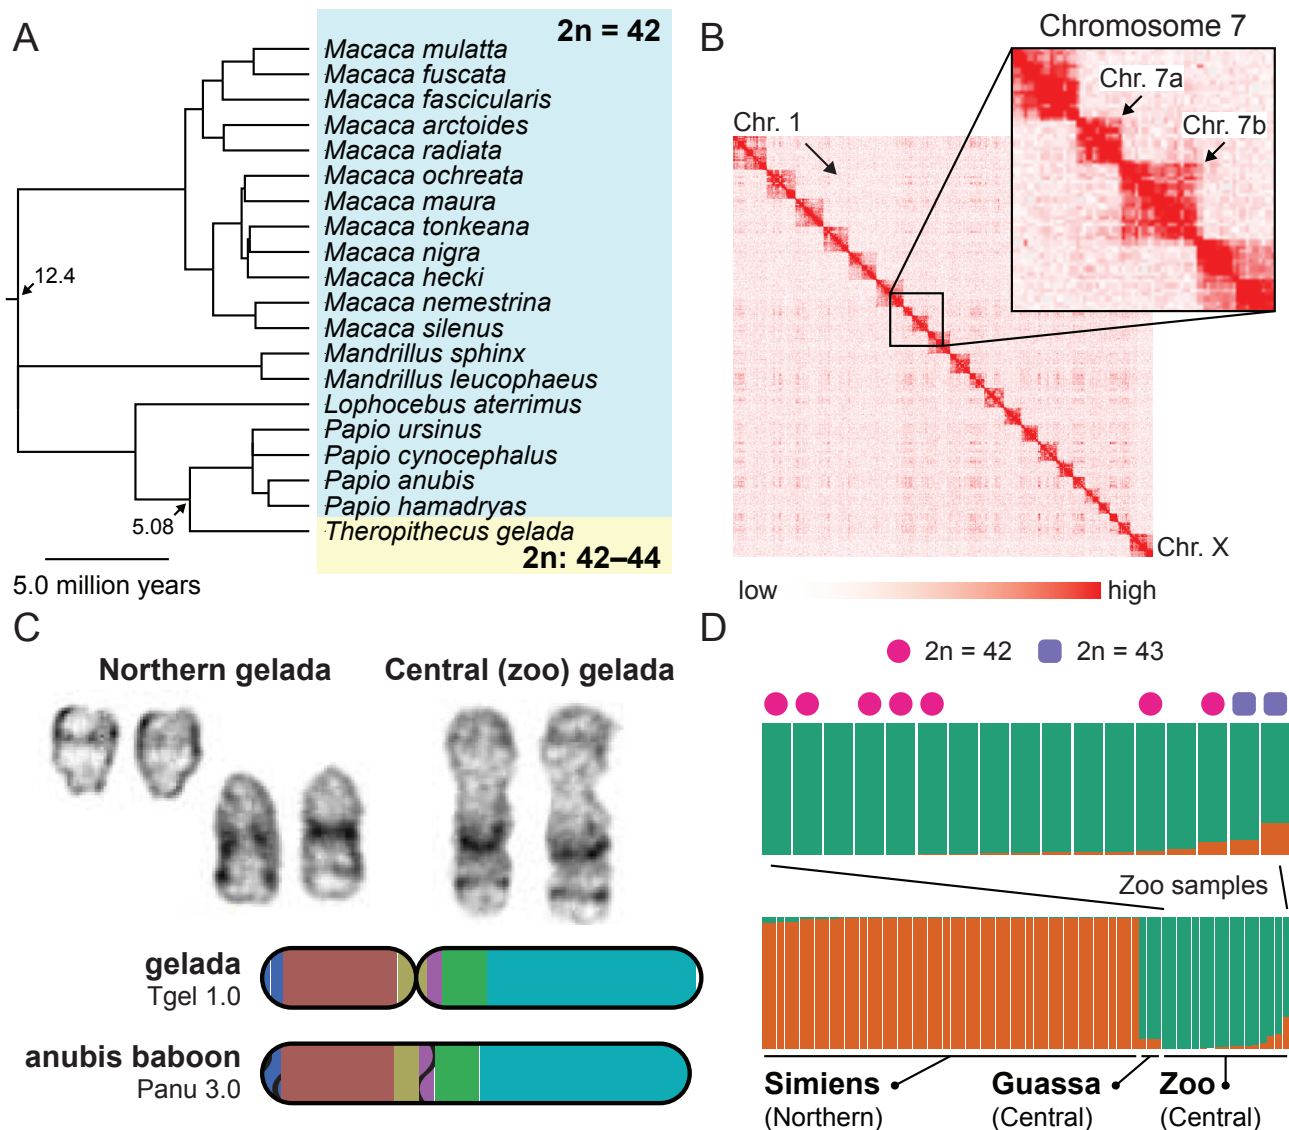 A
2n = 42
Macaca mulatta
Macaca fuscata
Macaca fascicularis
Macaca arctoides
Macaca radiata
Macaca ochreata
Macaca maura
Macaca tonkeana
Macaca nigra
Macaca hecki
Macaca nemestrina
Macaca silenus
Mandrillus sphinx
Mandrillus leucophaeus
Lophocebus aterrimus
Papio ursinus
Papio cynocephalus
Papio anubis
Papio hamadryas
Theropithecus gelada
2n: 42–44
12.4
5.08
5.0 million years
B
Chromosome 7
Chr. 7a
Chr. 7b
Chr. 1
Chr. X
low
high
C
Northern gelada
Central (zoo) gelada
gelada
Tgel 1.0
anubis baboon
Panu 3.0
D
2n = 42
2n = 43
Zoo samples
Simiens
(Northern)
Guassa
(Central)
Zoo
(Central)